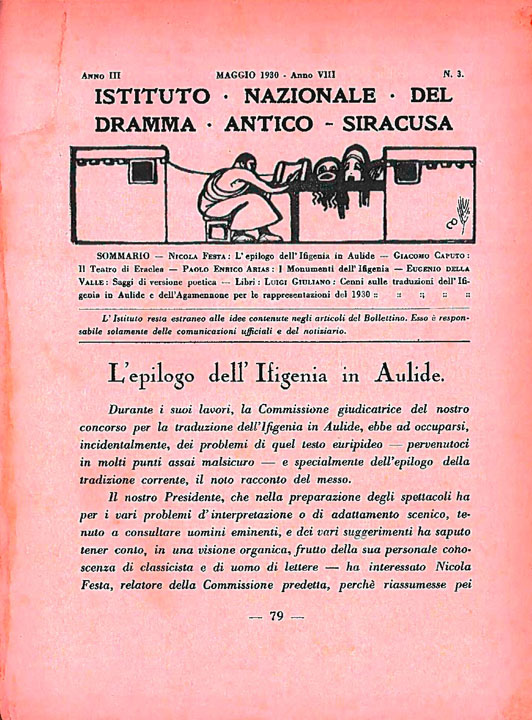 ANNO III MAGGIO 1930 - Anno VIII N. 3.
ISTITUTO · NAZIONALE · DEL
DRAMMA · ANTICO - SIRACUSA
SOMMARIO — NICOLA FESTA: L'epilogo dell'Ifigenia in Aulide — GIACOMO CAPUTO:
Il Teatro di Eraclea — PAOLO ENRICO ARIAS: I Monumenti dell'Ifigenia — EUGENIO DELLA
VALLE: Saggi di versione poetica — Libri: LUIGI GIULIANO: Cenni sulle traduzioni dell'Ifi-
genia in Aulide e dell'Agamennone per le rappresentazioni del 1930 :: :: :: :: ::
L'Istituto resta estraneo alle idee contenute negli articoli del Bollettino. Esso è respon-
sabile solamente delle comunicazioni ufficiali e del notiziario.
L'epilogo dell'Ifigenia in Aulide.
Durante i suoi lavori, la Commissione giudicatrice del nostro
concorso per la traduzione dell'Ifigenia in Aulide, ebbe ad occuparsi,
incidentalmente, dei problemi di quel testo euripideo — pervenutoci
in molti punti assai malsicuro — e specialmente dell'epilogo della
tradizione corrente, il noto racconto del messo.
Il nostro Presidente, che nella preparazione degli spettacoli ha
per i vari problemi d'interpretazione o di adattamento scenico, te-
nuto a consultare uomini eminenti, e dei vari suggerimenti ha saputo
tener conto, in una visione organica, frutto della sua personale cono-
scenza di classicista e di uomo di lettere — ha interessato Nicola
Festa, relatore della Commissione predetta, perchè riassumesse pei
— 79 —